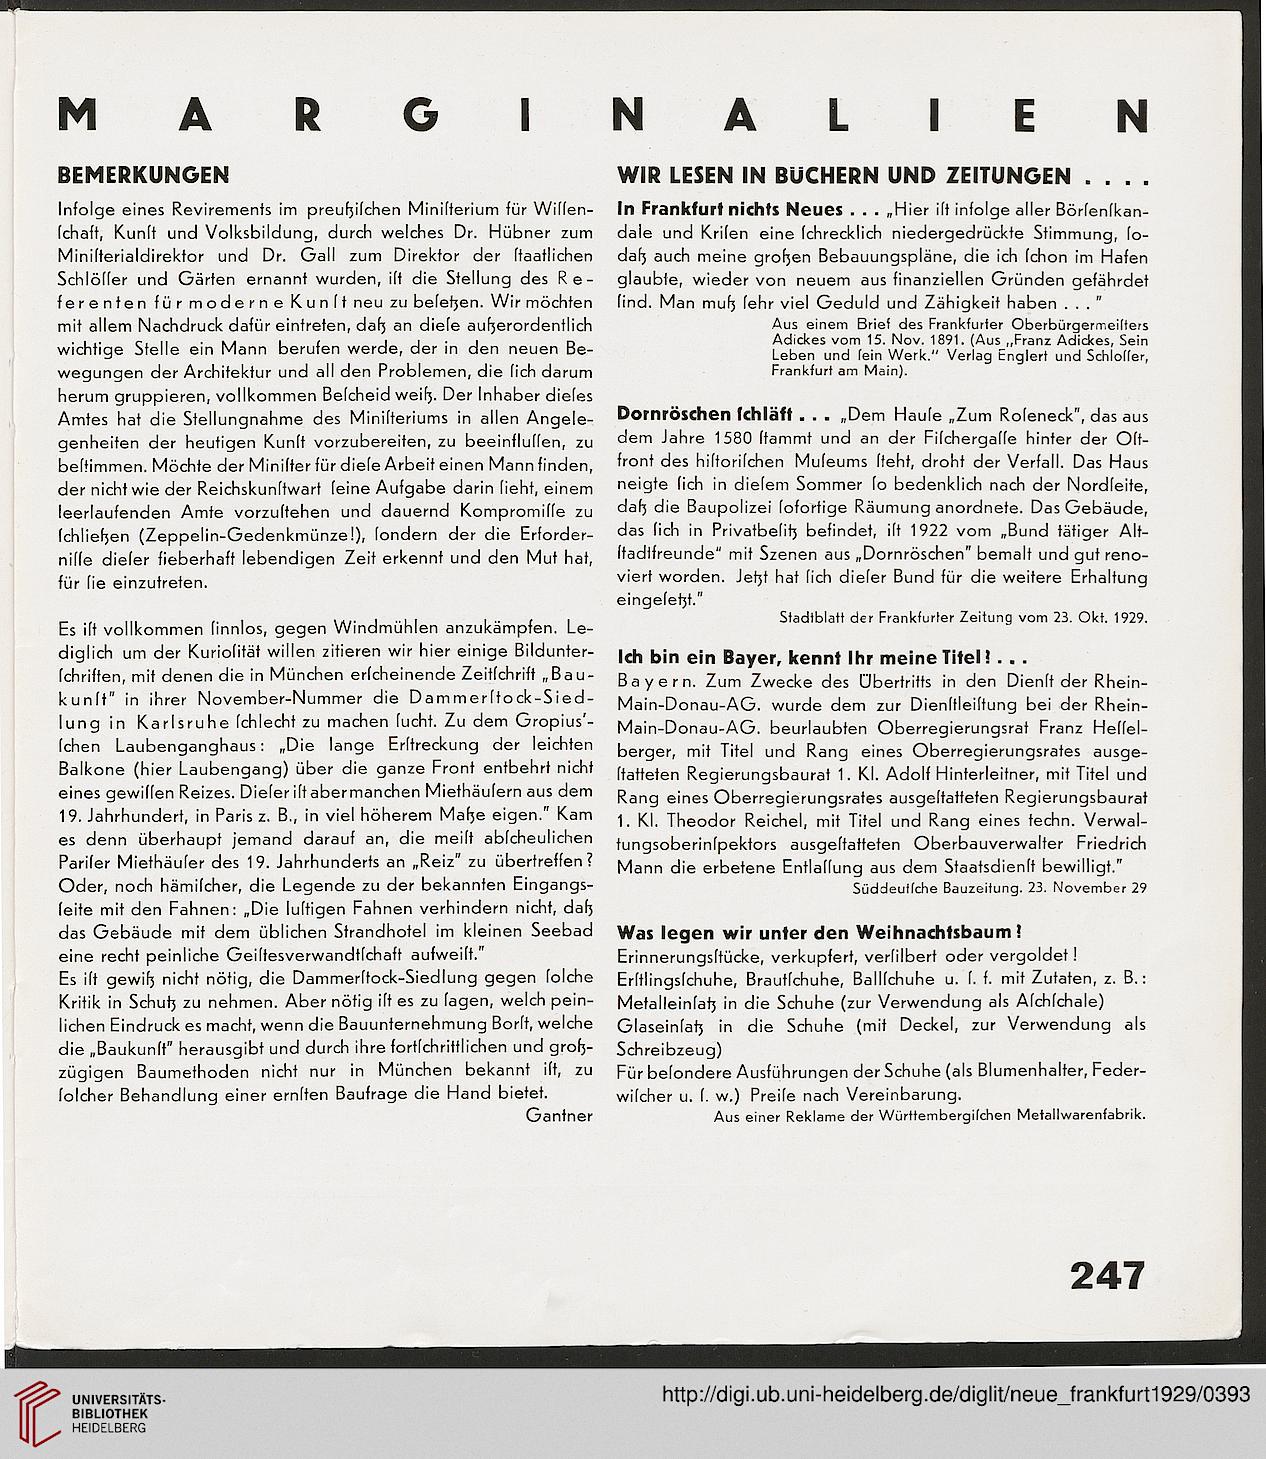 MARGINALIEN
BEMERKUNGEN
Infolge eines Revirements im preußiſchen Miniſterium für Wiſſen-
ſchaft, Kunſt und Volksbildung, durch welches Dr. Hübner zum
Miniſterialdirektor und Dr. Gall zum Direktor der ſtaatlichen
Schlöſſer und Gärten ernannt wurden, iſt die Stellung des Re-
ferenten für moderne Kunſt neu zu beſetzen. Wir möchten
mit allem Nachdruck dafür eintreten, daß an dieſe außerordentlich
wichtige Stelle ein Mann berufen werde, der in den neuen Be-
wegungen der Architektur und all den Problemen, die ſich darum
herum gruppieren, vollkommen Beſcheid weiß. Der Inhaber dieſes
Amtes hat die Stellungnahme des Miniſteriums in allen Angele-
genheiten der heutigen Kunſt vorzubereiten, zu beeinfluſſen, zu
beſtimmen. Möchte der Miniſter für dieſe Arbeit einen Mann finden,
der nicht wie der Reichskunſtwart ſeine Aufgabe darin ſieht, einem
leerlaufenden Amte vorzuſtehen und dauernd Kompromiſſe zu
ſchließen (Zeppelin-Gedenkmünze!), ſondern der die Erforder-
niſſe dieſer fieberhaft lebendigen Zeit erkennt und den Mut hat,
für ſie einzutreten.
Es iſt vollkommen ſinnlos, gegen Windmühlen anzukämpfen. Le-
diglich um der Kurioſität willen zitieren wir hier einige Bildunter-
ſchriften, mit denen die in München erſcheinende Zeitſchrift „Bau-
kunſt" in ihrer November-Nummer die Dammerſtock-Sied-
lung in Karlsruhe ſchlecht zu machen ſucht. Zu dem Gropius'-
ſchen Laubenganghaus: „Die lange Erſtreckung der leichten
Balkone (hier Laubengang) über die ganze Front entbehrt nicht
eines gewiſſen Reizes. Dieſer iſt aber manchen Miethäuſern aus dem
19. Jahrhundert, in Paris z. B., in viel höherem Maße eigen." Kam
es denn überhaupt jemand darauf an, die meiſt abſcheulichen
Pariſer Miethäuſer des 19. Jahrhunderts an „Reiz" zu übertreffen?
Oder, noch hämiſcher, die Legende zu der bekannten Eingangs-
ſeite mit den Fahnen: „Die luſtigen Fahnen verhindern nicht, daß
das Gebäude mit dem üblichen Strandhotel im kleinen Seebad
eine recht peinliche Geiſtesverwandtſchaft aufweiſt."
Es iſt gewiß nicht nötig, die Dammerſtock-Siedlung gegen ſolche
Kritik in Schutz zu nehmen. Aber nötig iſt es zu ſagen, welch pein-
lichen Eindruck es macht, wenn die Bauunternehmung Borſt, welche
die „Baukunſt" herausgibt und durch ihre fortſchrittlichen und groß-
zügigen Baumethoden nicht nur in München bekannt iſt, zu
ſolcher Behandlung einer ernſten Baufrage die Hand bietet.
Gantner
WIR LESEN IN BÜCHERN UND ZEITUNGEN . . . .
In Frankfurt nichts Neues . . . „Hier iſt infolge aller Börſenſkan-
dale und Kriſen eine ſchrecklich niedergedrückte Stimmung, ſo-
daß auch meine großen Bebauungspläne, die ich ſchon im Hafen
glaubte, wieder von neuem aus finanziellen Gründen gefährdet
ſind. Man muß ſehr viel Geduld und Zähigkeit haben . . ."
Aus einem Brief des Frankfurter Oberbürgermeiſters
Adickes vom 15. Nov. 1891. (Aus „Franz Adickes, Sein
Leben und ſein Werk." Verlag Englert und Schloſſer,
Frankfurt am Main).
Dornröschen ſchläft . . . „Dem Hauſe „Zum Roſeneck", das aus
dem Jahre 1580 ſtammt und an der Fiſchergaſſe hinter der Oſt-
front des hiſtoriſchen Muſeums ſteht, droht der Verfall. Das Haus
neigte ſich in dieſem Sommer ſo bedenklich nach der Nordſeite,
daß die Baupolizei ſofortige Räumung anordnete. Das Gebäude,
das ſich in Privatbeſitz befindet, iſt 1922 vom „Bund tätiger Alt-
ſtadtfreunde" mit Szenen aus „Dornröschen" bemalt und gut reno-
viert worden. Jetzt hat ſich dieſer Bund für die weitere Erhaltung
eingeſetzt."
Stadtblatt der Frankfurter Zeitung vom 23. Okt. 1929.
Ich bin ein Bayer, kennt Ihr meine Titel? . . .
Bayern. Zum Zwecke des Übertritts in den Dienſt der Rhein-
Main-Donau-AG. wurde dem zur Dienſtleiſtung bei der Rhein-
Main-Donau-AG. beurlaubten Oberregierungsrat Franz Heſſel-
berger, mit Titel und Rang eines Oberregierungsrates ausge-
ſtatteten Regierungsbaurat 1. Kl. Adolf Hinterleitner, mit Titel und
Rang eines Oberregierungsrates ausgeſtatteten Regierungsbaurat
1. Kl. Theodor Reichel, mit Titel und Rang eines techn. Verwal-
tungsoberinſpektors ausgeſtatteten Oberbauverwalter Friedrich
Mann die erbetene Entlaſſung aus dem Staatsdienſt bewilligt."
Süddeutſche Bauzeitung. 23. November 29
Was legen wir unter den Weihnachtsbaum?
Erinnerungsſtücke, verkupfert, verſilbert oder vergoldet!
Erſtlingsſchuhe, Brautſchuhe, Ballſchuhe u. ſ. f. mit Zutaten, z. B.:
Metalleinſatz in die Schuhe (zur Verwendung als Aſchſchale)
Glaseinſatz in die Schuhe (mit Deckel, zur Verwendung als
Schreibzeug)
Für beſondere Ausführungen der Schuhe (als Blumenhalter, Feder-
wiſcher u. ſ. w.) Preiſe nach Vereinbarung.
Aus einer Reklame der Württembergiſchen Metallwarenfabrik.
247
UNIVERSITÄTS-
BIBLIOTHEK
HEIDELBERG
http://digi.ub.uni-heidelberg.de/diglit/neue_frankfurt1929/0393